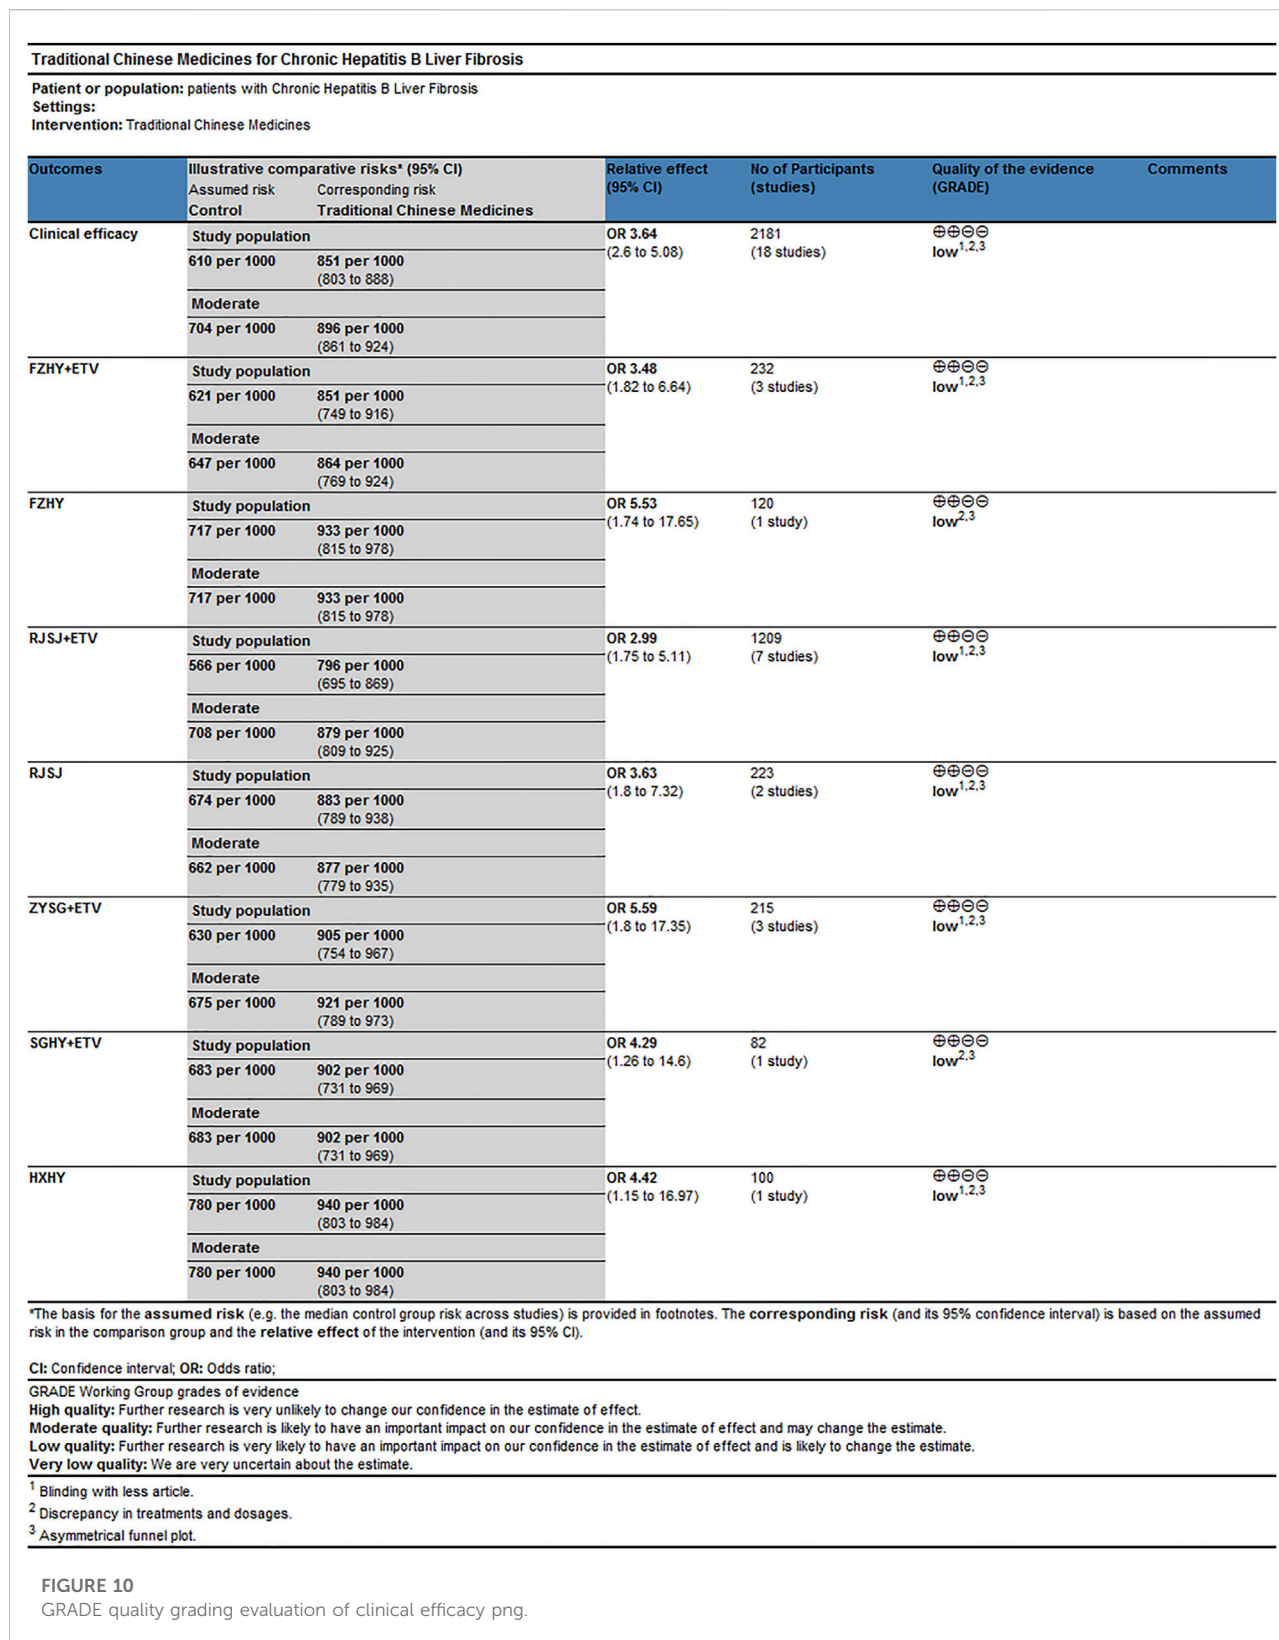 Traditional Chinese Medicines for Chronic Hepatitis B Liver Fibrosis
Patient or population: patients with Chronic Hepatitis B Liver Fibrosis
Settings:
Intervention: Traditional Chinese Medicines
Outcomes Illustrative comparative risks* (95% CI) Relative effect No of Participants Quality of the evidence Comments
Assumed risk Corresponding risk (95% CI) (studies) (GRADE)
Control Traditional Chinese Medicines
Clinical efficacy Study population OR 3.64 2181 ⊕⊕⊖⊖
610 per 1000 851 per 1000 (2.6 to 5.08) (18 studies) low1,2,3
(803 to 888)
Moderate
704 per 1000 896 per 1000
(861 to 924)
FZHY+ETV Study population OR 3.48 232 ⊕⊕⊖⊖
621 per 1000 851 per 1000 (1.82 to 6.64) (3 studies) low1,2,3
(749 to 916)
Moderate
647 per 1000 864 per 1000
(769 to 924)
FZHY Study population OR 5.53 120 ⊕⊕⊖⊖
717 per 1000 933 per 1000 (1.74 to 17.65) (1 study) low2,3
(815 to 978)
Moderate
717 per 1000 933 per 1000
(815 to 978)
RJSJ+ETV Study population OR 2.99 1209 ⊕⊕⊖⊖
566 per 1000 796 per 1000 (1.75 to 5.11) (7 studies) low1,2,3
(695 to 869)
Moderate
708 per 1000 879 per 1000
(809 to 925)
RJSJ Study population OR 3.63 223 ⊕⊕⊖⊖
674 per 1000 883 per 1000 (1.8 to 7.32) (2 studies) low1,2,3
(789 to 938)
Moderate
662 per 1000 877 per 1000
(779 to 935)
ZYSG+ETV Study population OR 5.59 215 ⊕⊕⊖⊖
630 per 1000 905 per 1000 (1.8 to 17.35) (3 studies) low1,2,3
(754 to 967)
Moderate
675 per 1000 921 per 1000
(789 to 973)
SGHY+ETV Study population OR 4.29 82 ⊕⊕⊖⊖
683 per 1000 902 per 1000 (1.26 to 14.6) (1 study) low2,3
(731 to 969)
Moderate
683 per 1000 902 per 1000
(731 to 969)
HXHY Study population OR 4.42 100 ⊕⊕⊖⊖
780 per 1000 940 per 1000 (1.15 to 16.97) (1 study) low1,2,3
(803 to 984)
Moderate
780 per 1000 940 per 1000
(803 to 984)
*The basis for the assumed risk (e.g. the median control group risk across studies) is provided in footnotes. The corresponding risk (and its 95% confidence interval) is based on the assumed
risk in the comparison group and the relative effect of the intervention (and its 95% CI).
CI: Confidence interval; OR: Odds ratio;
GRADE Working Group grades of evidence
High quality: Further research is very unlikely to change our confidence in the estimate of effect.
Moderate quality: Further research is likely to have an important impact on our confidence in the estimate of effect and may change the estimate.
Low quality: Further research is very likely to have an important impact on our confidence in the estimate of effect and is likely to change the estimate.
Very low quality: We are very uncertain about the estimate.
1 Blinding with less article.
2 Discrepancy in treatments and dosages.
3 Asymmetrical funnel plot.
FIGURE 10
GRADE quality grading evaluation of clinical efficacy png.